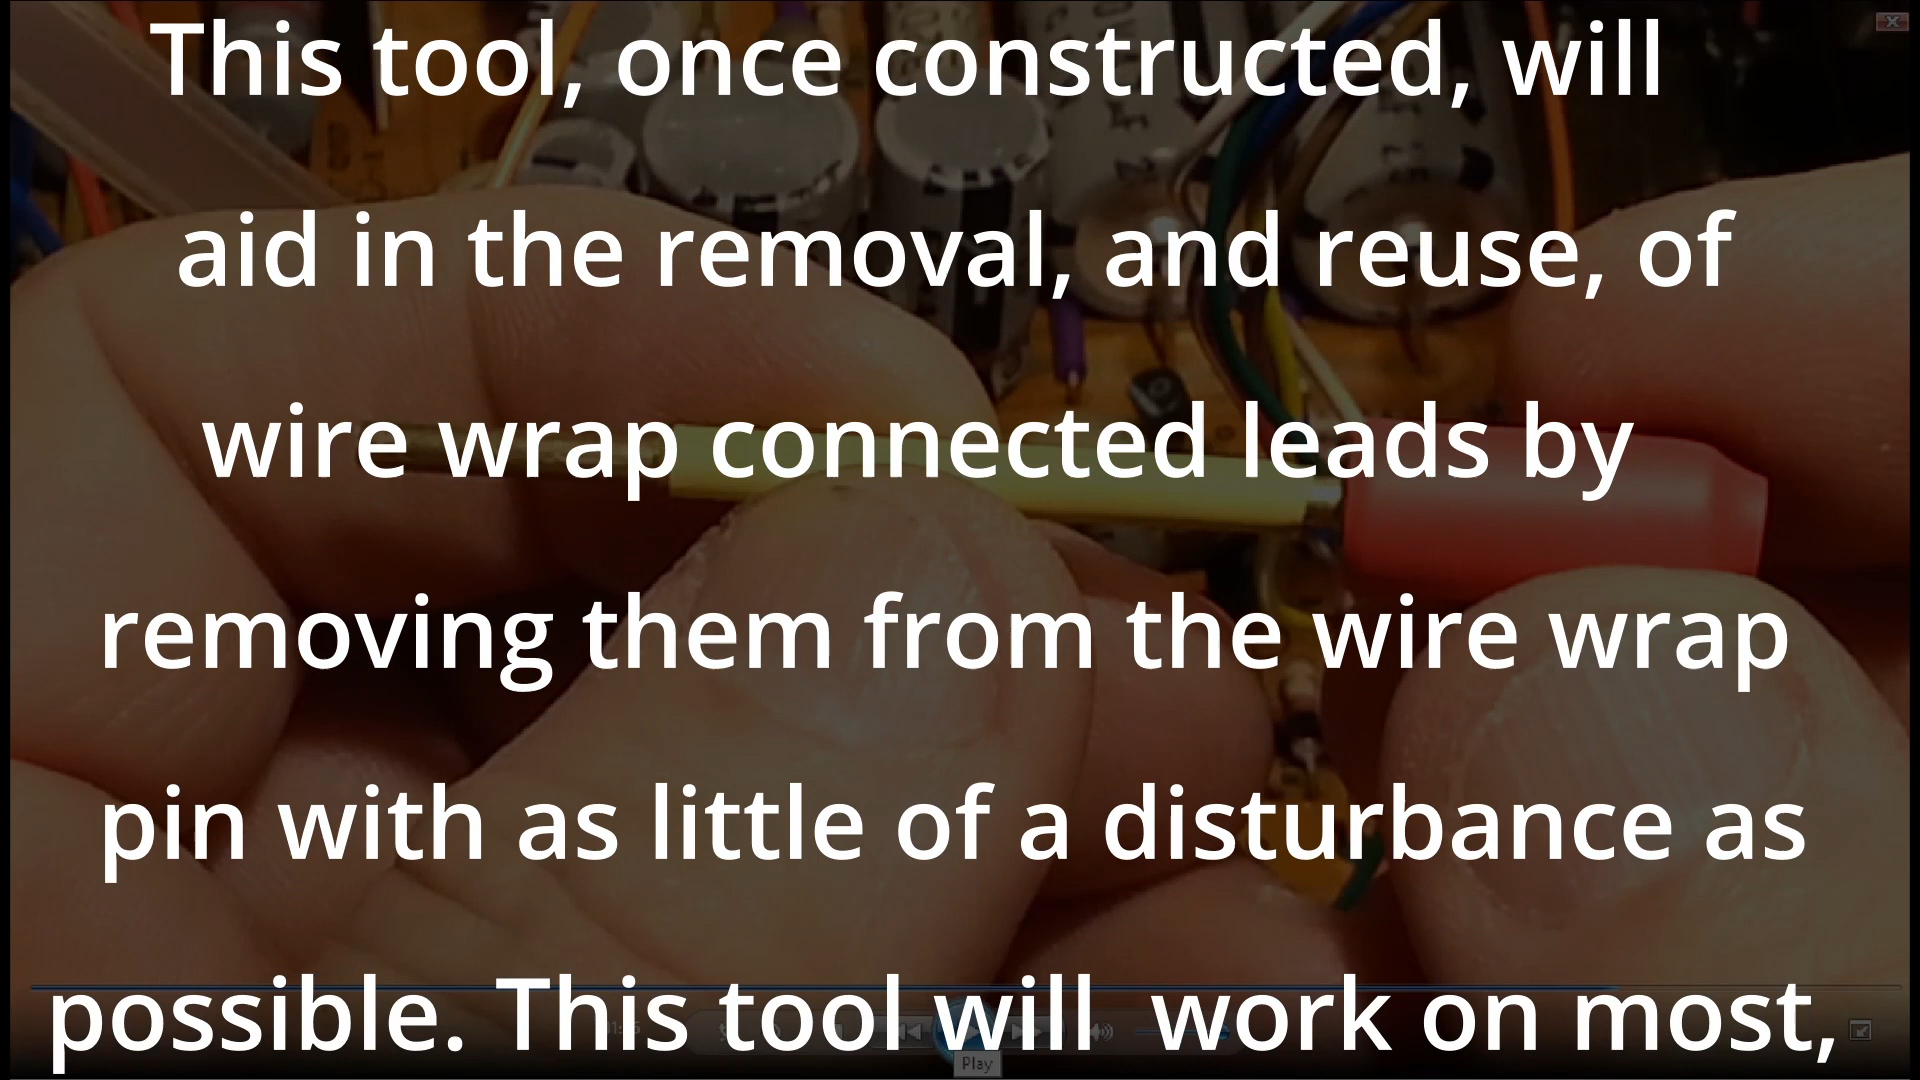 This tool, once constructed, will
aid in the removal, and reuse, of
wire wrap connected leads by
removing them from the wire wrap
pin with as little of a disturbance as
possible. This tool will  work on most,
Play